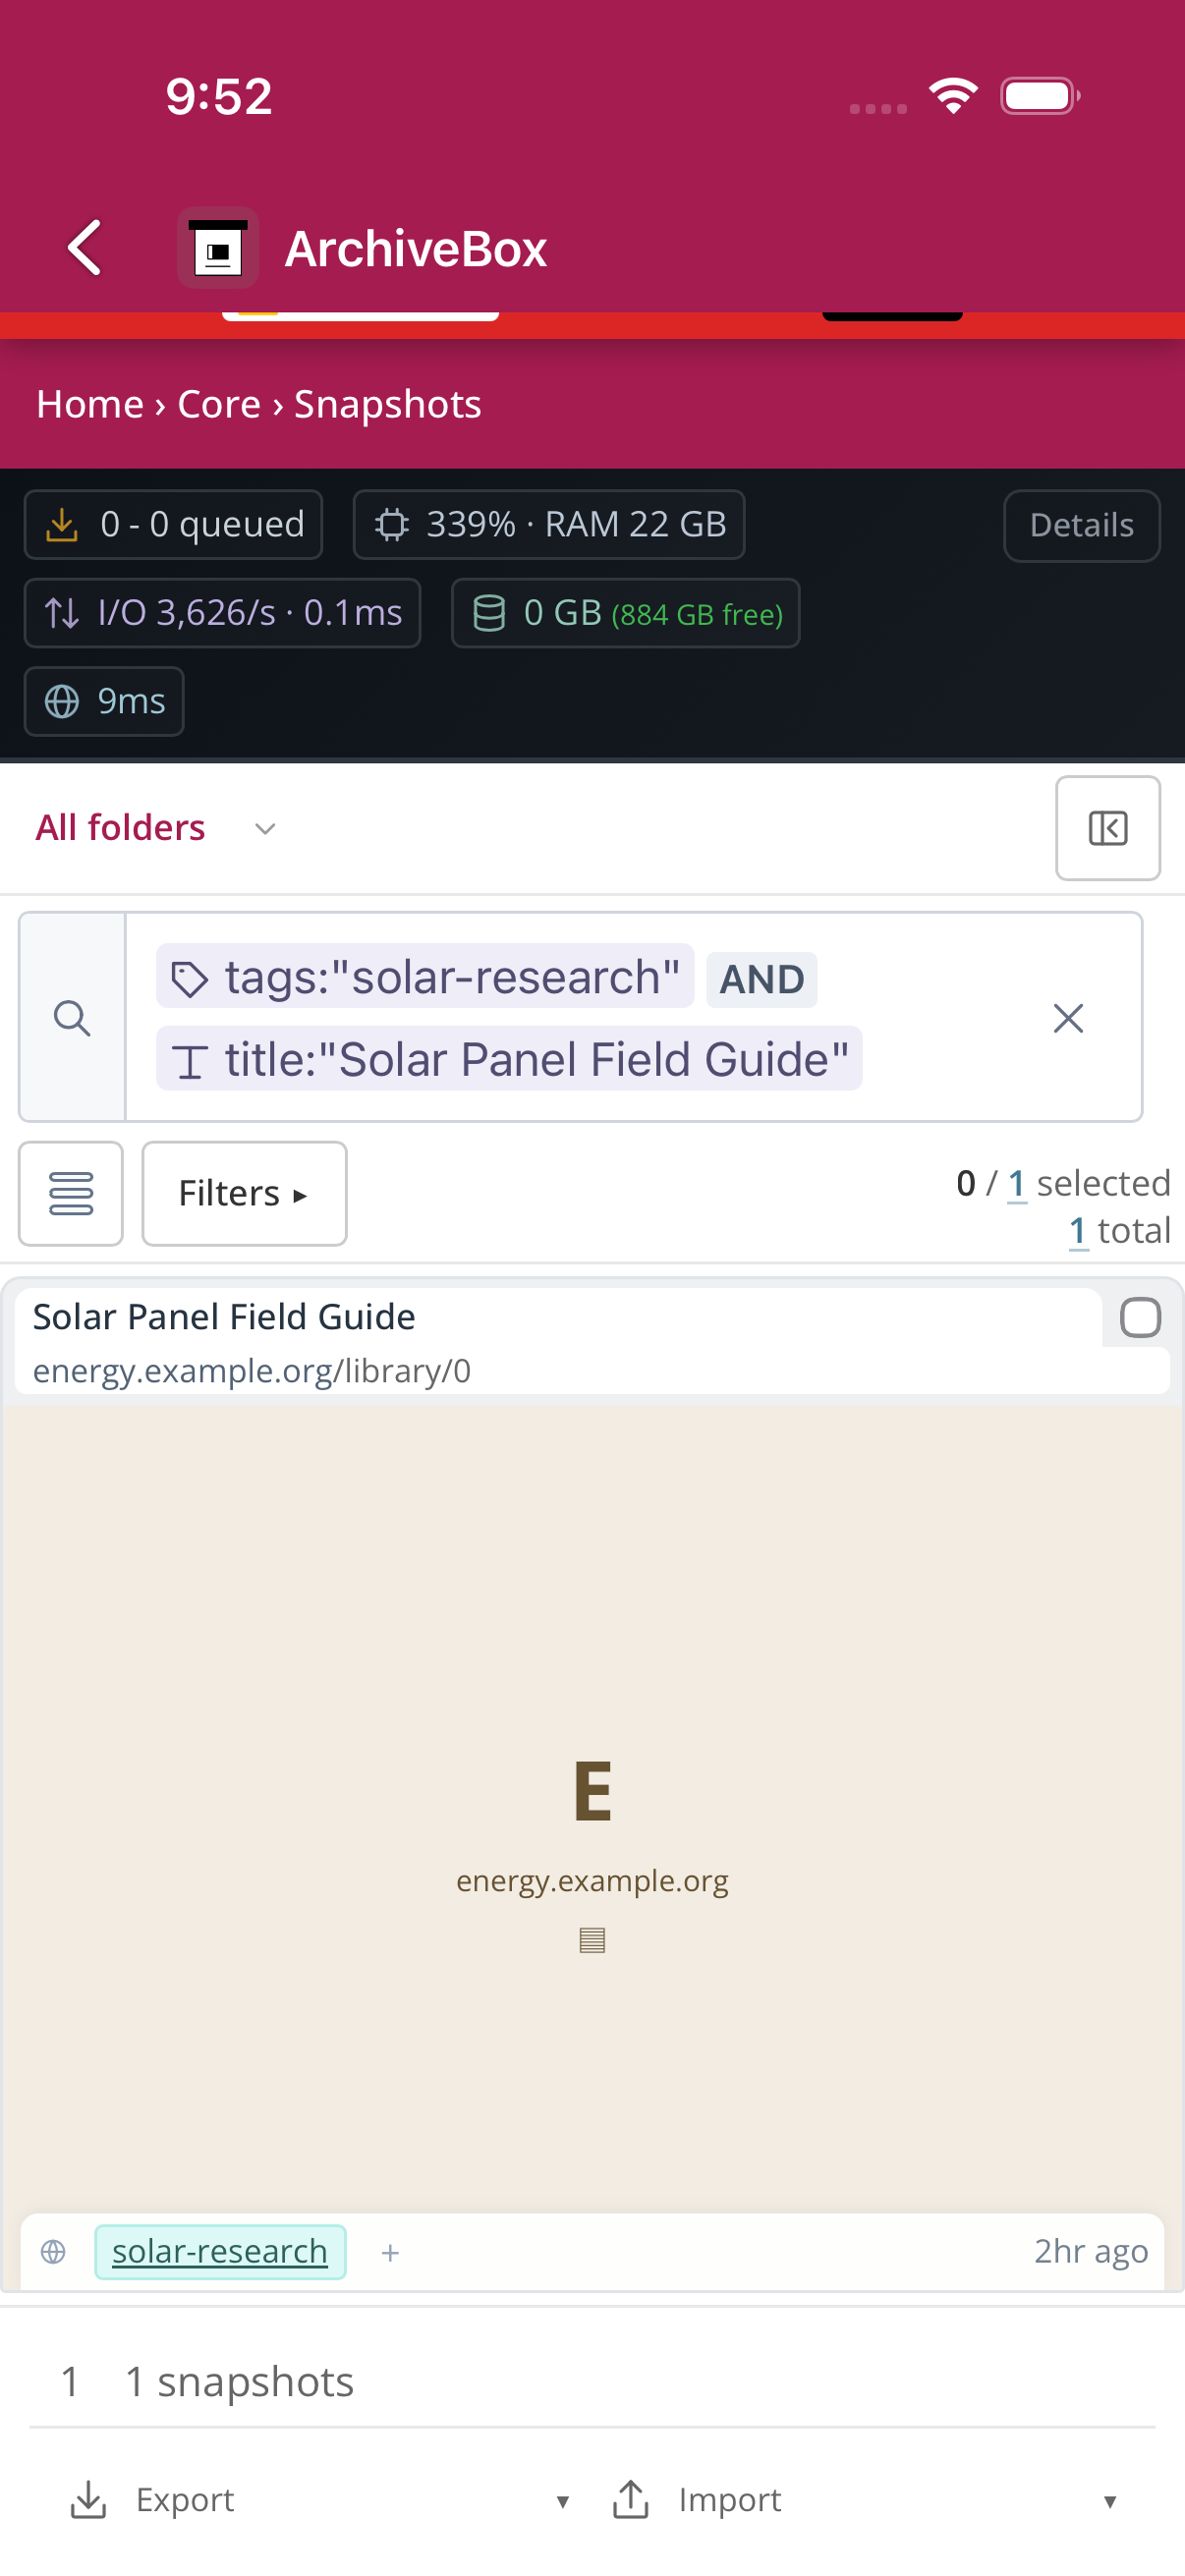 9:52
ArchiveBox
Home › Core › Snapshots
0 - 0 queued
339% · RAM 22 GB
Details
I/O 3,626/s · 0.1ms
0 GB (884 GB free)
9ms
All folders
tags:"solar-research" AND
title:"Solar Panel Field Guide"
Filters ▸
0 / 1 selected
1 total
Solar Panel Field Guide
energy.example.org/library/0
E
energy.example.org
solar-research +
2hr ago
1 1 snapshots
Export ▾
Import ▾